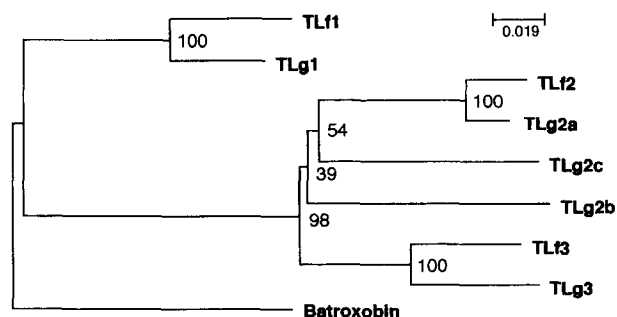 TLf1
100
TLg1
0.019
TLf2
100
TLg2a
54
TLg2c
39
TLg2b
98
TLf3
100
TLg3
Batroxobin